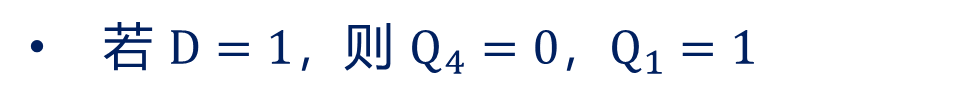 • 若 D = 1, 则 Q₄ = 0, Q₁ = 1